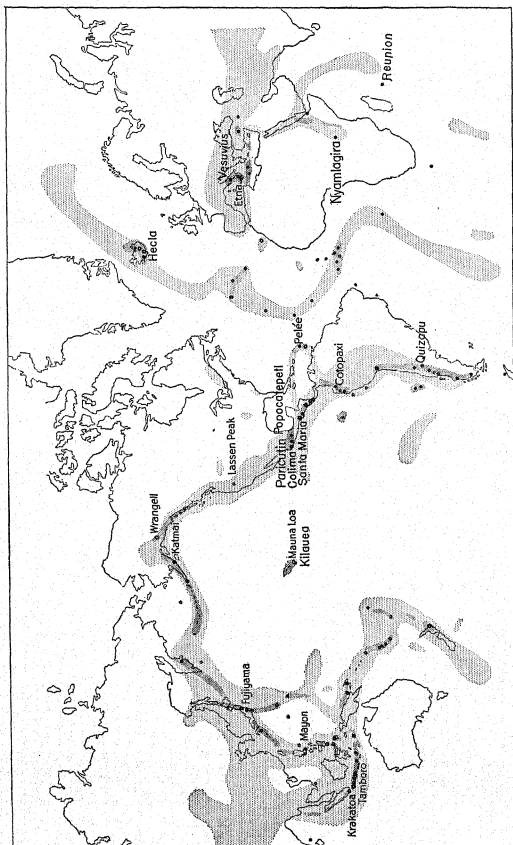 Hecla
Vesuvius
Etna
Nyamlagira
Reunion
Wrangell
Katmai
Lassen Peak
Paricutin Popocatepetl
Colima
Santa Maria
Pelée
Cotopaxi
Quizapu
Mauna Loa
Kilauea
Fujiyama
Mayon
Krakatoa
Tamboro